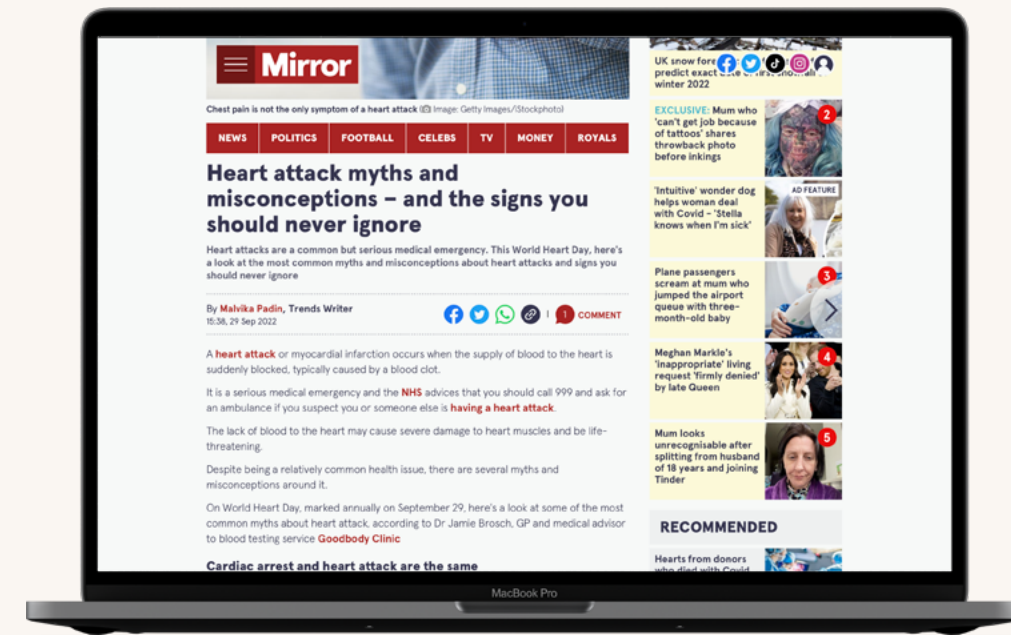 Mirror
Chest pain is not the only symptom of a heart attack (Image: Getty Images/iStockphoto)
NEWS POLITICS FOOTBALL CELEBS TV MONEY ROYALS
Heart attack myths and
misconceptions – and the signs you
should never ignore
Heart attacks are a common but serious medical emergency. This World Heart Day, here's
a look at the most common myths and misconceptions about heart attacks and signs you
should never ignore
By Malvika Padin, Trends Writer
15:38, 29 Sep 2022
1 COMMENT
A heart attack or myocardial infarction occurs when the supply of blood to the heart is
suddenly blocked, typically caused by a blood clot.
It is a serious medical emergency and the NHS advices that you should call 999 and ask for
an ambulance if you suspect you or someone else is having a heart attack.
The lack of blood to the heart may cause severe damage to heart muscles and be life-
threatening.
Despite being a relatively common health issue, there are several myths and
misconceptions around it.
On World Heart Day, marked annually on September 29, here's a look at some of the most
common myths about heart attack, according to Dr Jamie Brosch, GP and medical advisor
to blood testing service Goodbody Clinic
Cardiac arrest and heart attack are the same
UK snow
predict exact
winter 2022
EXCLUSIVE: Mum who
'can't get job because
of tattoos' shares
throwback photo
before inkings
2
'Intuitive' wonder dog
helps woman deal
with Covid - 'Stella
knows when I'm sick'
AD FEATURE
Plane passengers
scream at mum who
jumped the airport
queue with three-
month-old baby
3
Meghan Markle's
'inappropriate' living
request 'firmly denied'
by late Queen
4
Mum looks
unrecognisable after
splitting from husband
of 18 years and joining
Tinder
5
RECOMMENDED
Hearts from donors
who died with Covid
MacBook Pro